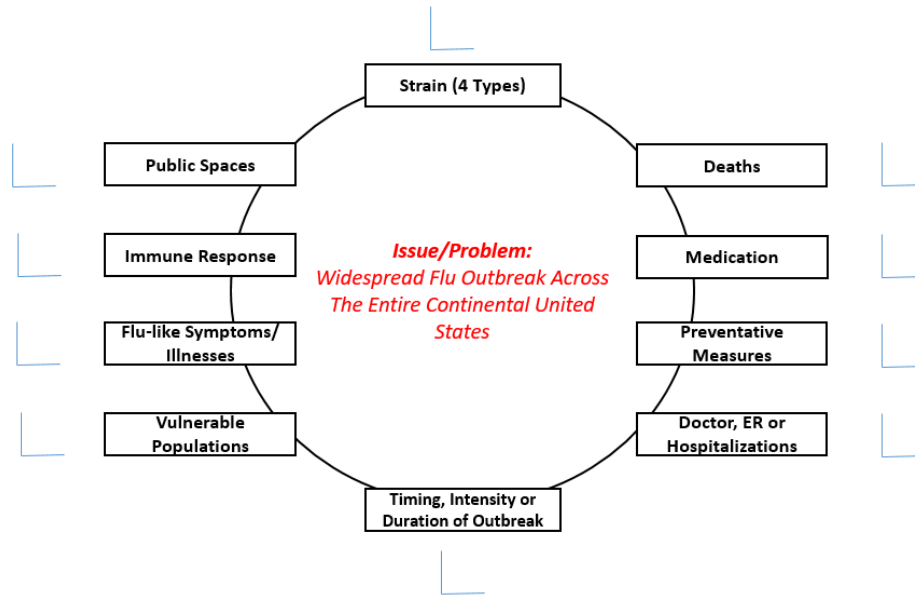 Strain (4 Types)
Public Spaces
Deaths
Immune Response
Medication
Issue/Problem:
Widespread Flu Outbreak Across
The Entire Continental United
States
Flu-like Symptoms/
Illnesses
Preventative
Measures
Vulnerable
Populations
Doctor, ER or
Hospitalizations
Timing, Intensity or
Duration of Outbreak